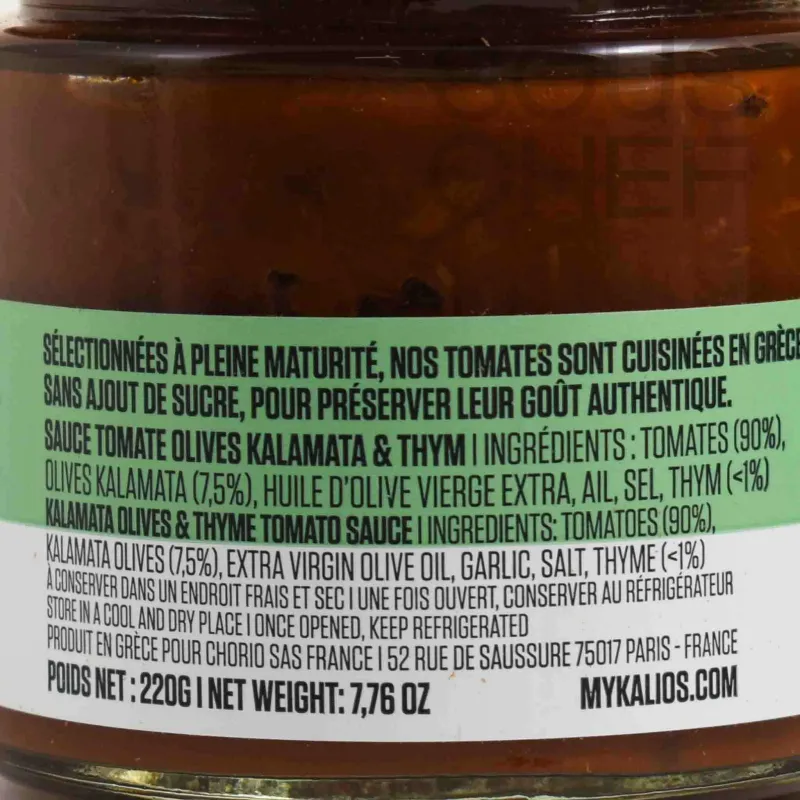 SOUS
CHEF
SÉLECTIONNÉES À PLEINE MATURITÉ, NOS TOMATES SONT CUISINÉES EN GRÈCE
SANS AJOUT DE SUCRE, POUR PRÉSERVER LEUR GOÛT AUTHENTIQUE.
SAUCE TOMATE OLIVES KALAMATA & THYM | INGRÉDIENTS : TOMATES (90%),
OLIVES KALAMATA (7,5%), HUILE D'OLIVE VIERGE EXTRA, AIL, SEL, THYM (<1%)
KALAMATA OLIVES & THYME TOMATO SAUCE | INGREDIENTS: TOMATOES (90%),
KALAMATA OLIVES (7,5%), EXTRA VIRGIN OLIVE OIL, GARLIC, SALT, THYME (<1%)
À CONSERVER DANS UN ENDROIT FRAIS ET SEC | UNE FOIS OUVERT, CONSERVER AU RÉFRIGÉRATEUR
STORE IN A COOL AND DRY PLACE | ONCE OPENED, KEEP REFRIGERATED
PRODUIT EN GRÈCE POUR CHORIO SAS FRANCE | 52 RUE DE SAUSSURE 75017 PARIS - FRANCE
POIDS NET : 220G | NET WEIGHT: 7,76 OZ MYKALIOS.COM